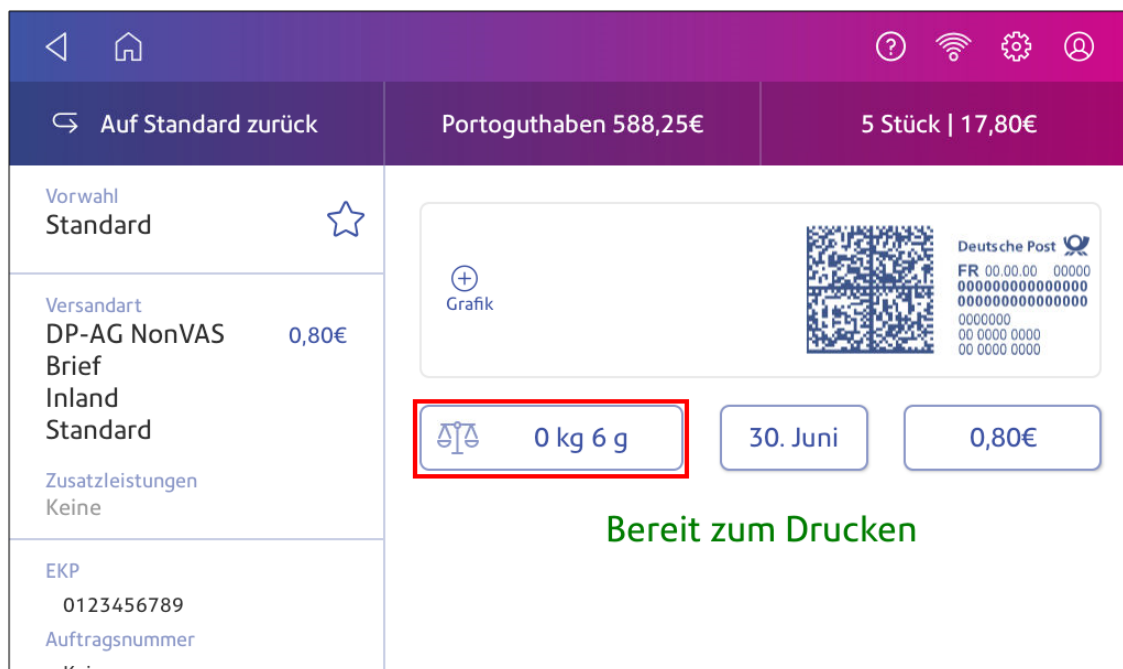 Auf Standard zurück
Portoguthaben 588,25€
5 Stück | 17,80€
Vorwahl
Standard
Versandart
DP-AG NonVAS 0,80€
Brief
Inland
Standard
Zusatzleistungen
Keine
EKP
0123456789
Auftragsnummer
Grafik
Deutsche Post
FR 00.00.00 00000
000000000000000
000000000000000
0000000
00 0000 0000
00 0000 0000
0 kg 6 g
30. Juni
0,80€
Bereit zum Drucken